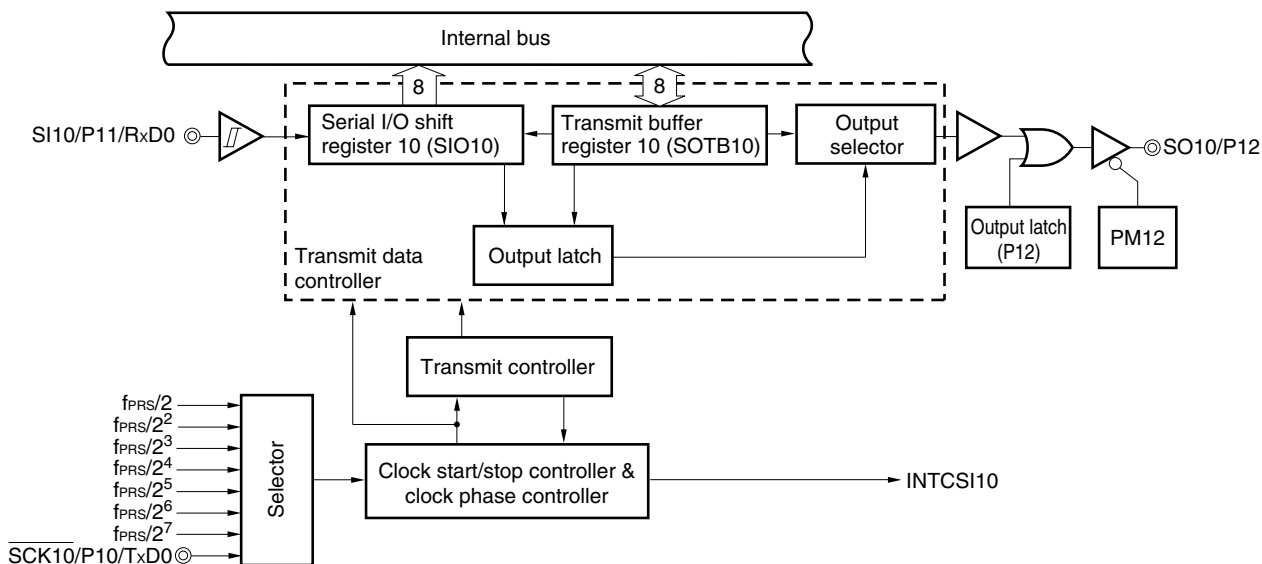 Internal bus
8
8
SI10/P11/RxD0
Serial I/O shift
register 10 (SIO10)
Transmit buffer
register 10 (SOTB10)
Output
selector
SO10/P12
Output latch
(P12)
PM12
Output latch
Transmit data
controller
Transmit controller
fPRS/2
fPRS/2²
fPRS/2³
fPRS/2⁴
fPRS/2⁵
fPRS/2⁶
fPRS/2⁷
S̅C̅K̅1̅0̅/P10/TxD0
Selector
Clock start/stop controller &
clock phase controller
INTCSI10